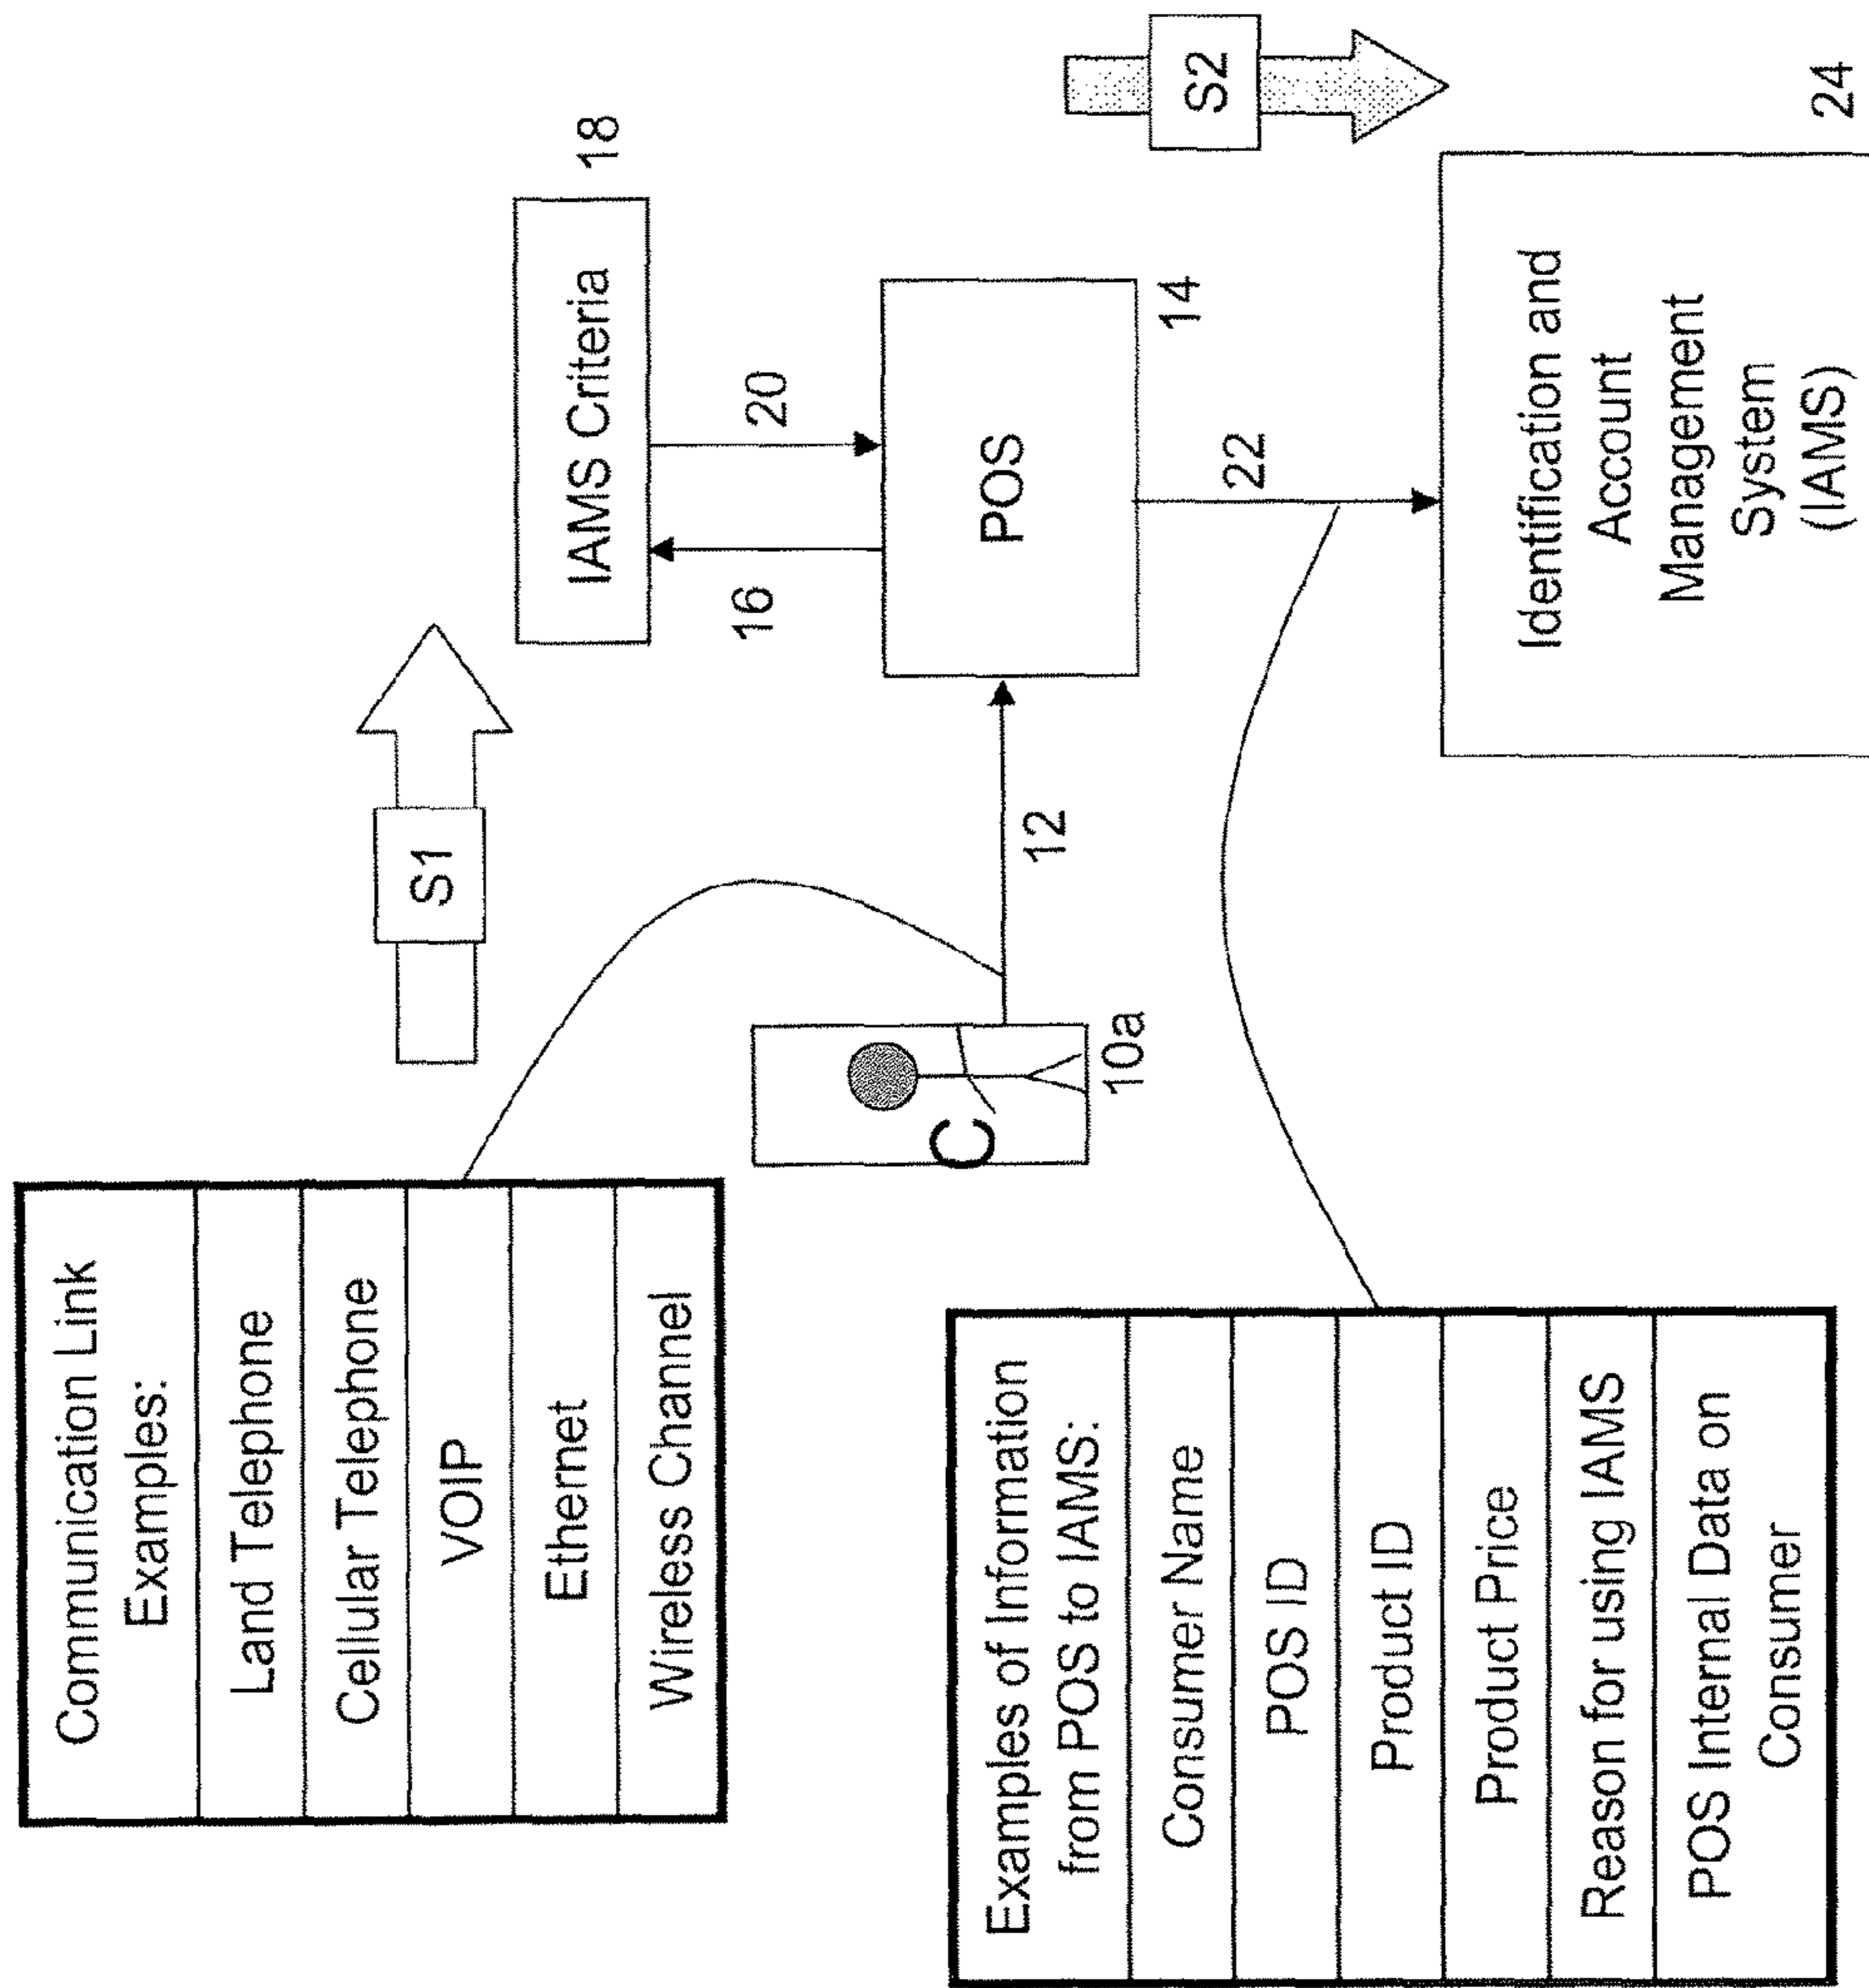 Communication Link
Examples:
Land Telephone
Cellular Telephone
VOIP
Ethernet
Wireless Channel
S1
IAMS Criteria
18
16
20
S2
C
10a
12
POS
14
22
Examples of Information
from POS to IAMS:
Consumer Name
POS ID
Product ID
Product Price
Reason for using IAMS
POS Internal Data on
Consumer
Identification and
Account
Management
System
(IAMS)
24